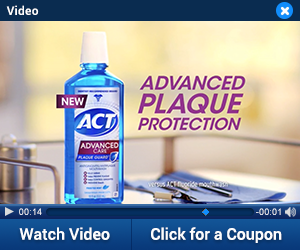 Video
NEW
ACT
ADVANCED
CARE
PLAQUE GUARD
ADVANCED
PLAQUE
PROTECTION
versus ACT fluoride mouthwash
00:14
-00:01
Watch Video
Click for a Coupon